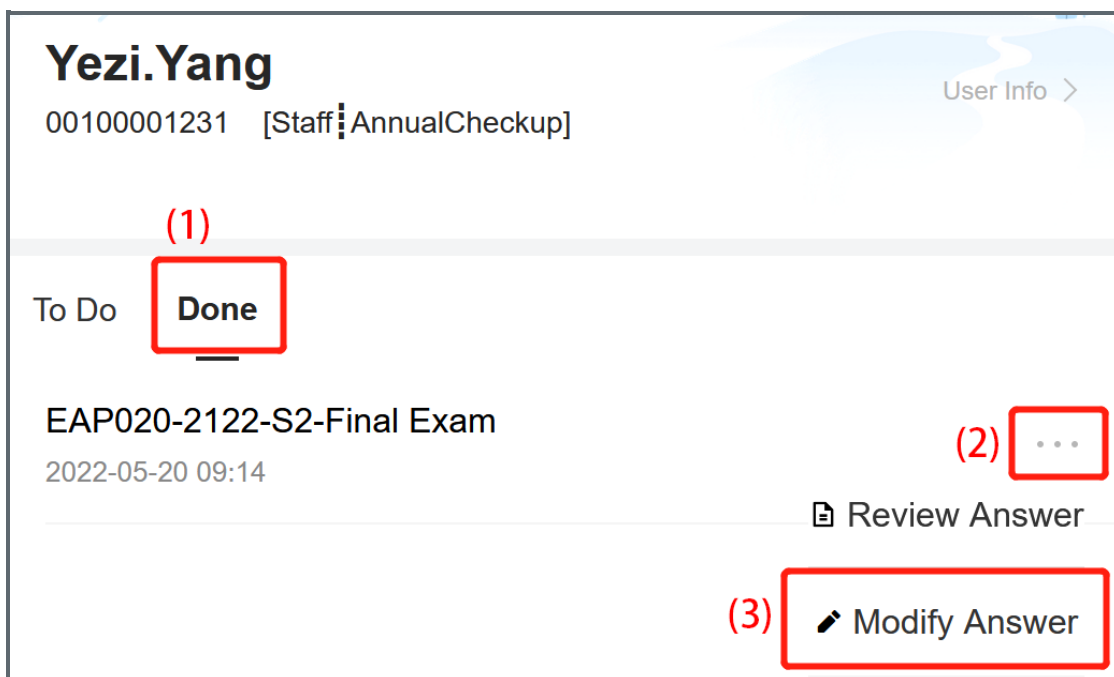 Yezi.Yang
User Info >
00100001231 [Staff┇AnnualCheckup]
(1)
To Do Done
EAP020-2122-S2-Final Exam
(2) ...
2022-05-20 09:14
Review Answer
(3) Modify Answer